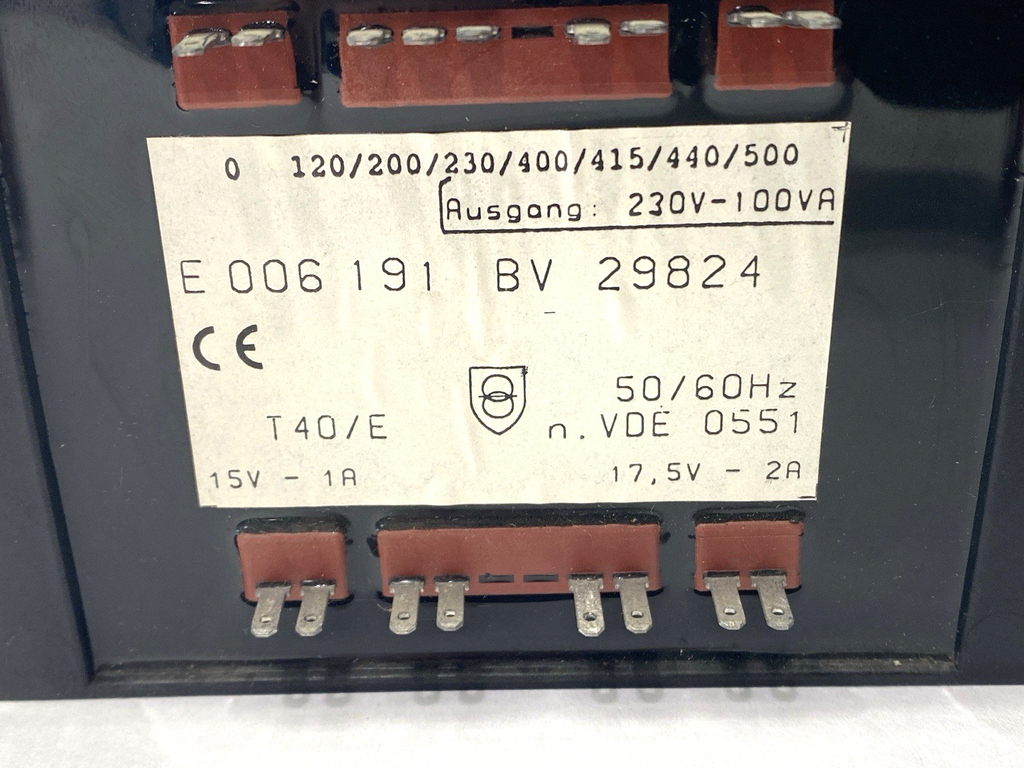 0 120/200/230/400/415/440/500
Ausgang: 230V-100VA
E 006 191 BV 29824
CE
50/60Hz
T40/E n. VDE 0551
15V - 1A 17,5V - 2A